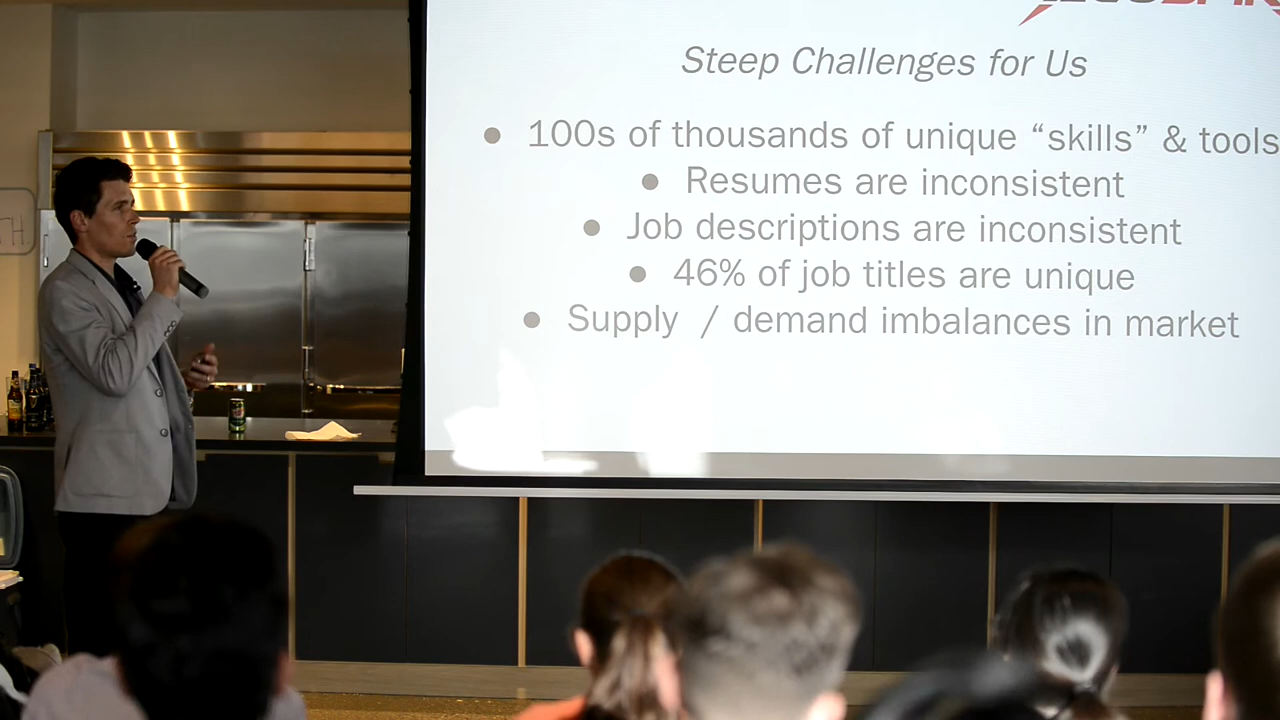 Steep Challenges for Us
● 100s of thousands of unique “skills” & tools
● Resumes are inconsistent
● Job descriptions are inconsistent
● 46% of job titles are unique
● Supply / demand imbalances in market